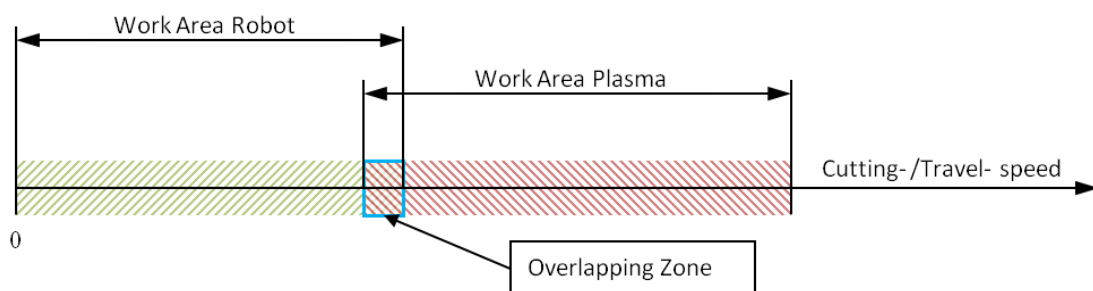 Work Area Robot
Work Area Plasma
Cutting-/Travel- speed
0
Overlapping Zone